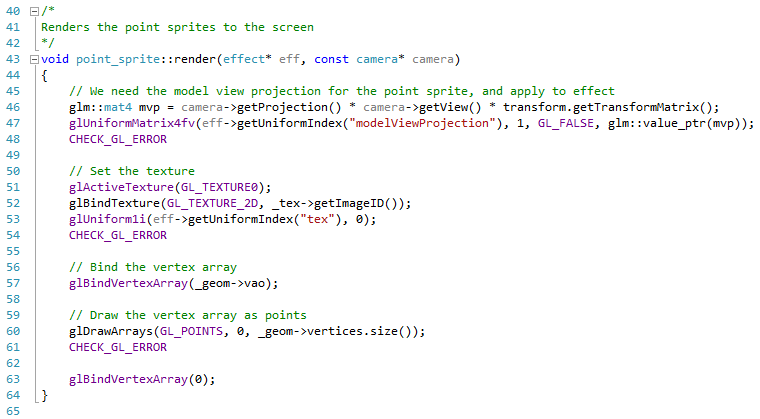 40 /*
41 Renders the point sprites to the screen
42 */
43 void point_sprite::render(effect* eff, const camera* camera)
44 {
45     // We need the model view projection for the point sprite, and apply to effect
46     glm::mat4 mvp = camera->getProjection() * camera->getView() * transform.getTransformMatrix();
47     glUniformMatrix4fv(eff->getUniformIndex("modelViewProjection"), 1, GL_FALSE, glm::value_ptr(mvp));
48     CHECK_GL_ERROR
49
50     // Set the texture
51     glActiveTexture(GL_TEXTURE0);
52     glBindTexture(GL_TEXTURE_2D, _tex->getImageID());
53     glUniform1i(eff->getUniformIndex("tex"), 0);
54     CHECK_GL_ERROR
55
56     // Bind the vertex array
57     glBindVertexArray(_geom->vao);
58
59     // Draw the vertex array as points
60     glDrawArrays(GL_POINTS, 0, _geom->vertices.size());
61     CHECK_GL_ERROR
62
63     glBindVertexArray(0);
64 }
65